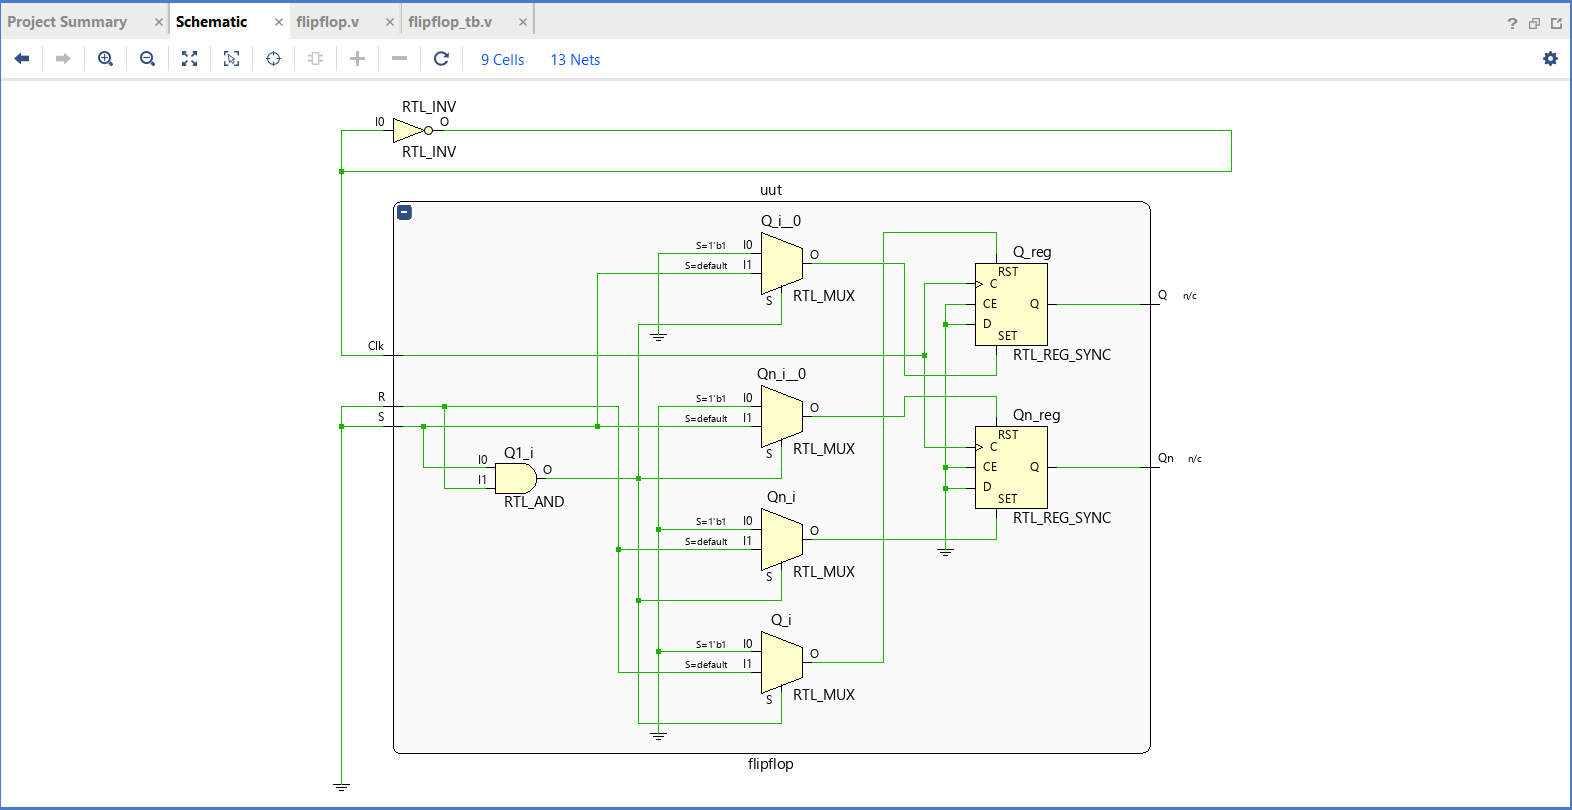 Project Summary × Schematic × flipflop.v × flipflop_tb.v × ?
9 Cells 13 Nets
RTL_INV
I0 O
RTL_INV
uut
Q_i__0
S=1'b1 I0 O
S=default I1
S RTL_MUX
Q_reg
RST
C
CE Q
D
SET
RTL_REG_SYNC
Q n/c
Clk
R
S
Qn_i__0
S=1'b1 I0 O
S=default I1
S RTL_MUX
Qn_reg
RST
C
CE Q
D
SET
RTL_REG_SYNC
Qn n/c
Q1_i
I0 O
I1
RTL_AND
Qn_i
S=1'b1 I0 O
S=default I1
S RTL_MUX
Q_i
S=1'b1 I0 O
S=default I1
S RTL_MUX
flipflop